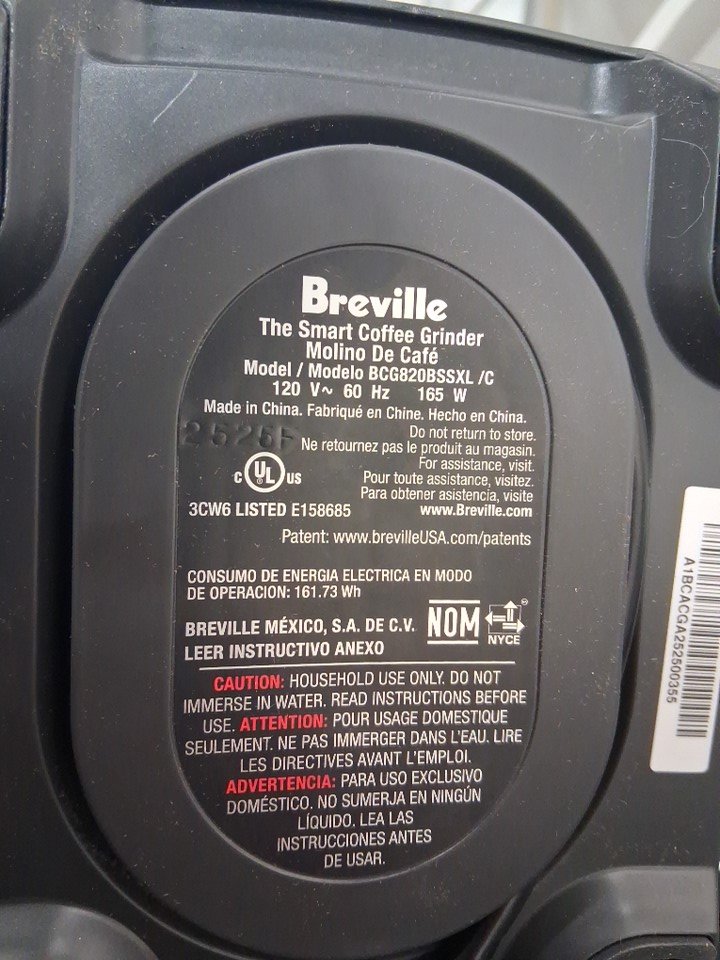 Breville
The Smart Coffee Grinder
Molino De Café
Model / Modelo BCG820BSSXL /C
120 V~ 60 Hz 165 W
Made in China. Fabriqué en Chine. Hecho en China.
2525F
Do not return to store.
Ne retournez pas le produit au magasin.
For assistance, visit.
Pour toute assistance, visitez.
Para obtener asistencia, visite
www.Breville.com
c UL US
3CW6 LISTED E158685
Patent: www.brevilleUSA.com/patents
CONSUMO DE ENERGIA ELECTRICA EN MODO
DE OPERACION: 161.73 Wh
BREVILLE MÉXICO, S.A. DE C.V.
LEER INSTRUCTIVO ANEXO
NOM
NYCE
CAUTION: HOUSEHOLD USE ONLY. DO NOT
IMMERSE IN WATER. READ INSTRUCTIONS BEFORE
USE. ATTENTION: POUR USAGE DOMESTIQUE
SEULEMENT. NE PAS IMMERGER DANS L'EAU. LIRE
LES DIRECTIVES AVANT L'EMPLOI.
ADVERTENCIA: PARA USO EXCLUSIVO
DOMÉSTICO. NO SUMERJA EN NINGÚN
LÍQUIDO. LEA LAS
INSTRUCCIONES ANTES
DE USAR.
A1BCACGA252500355